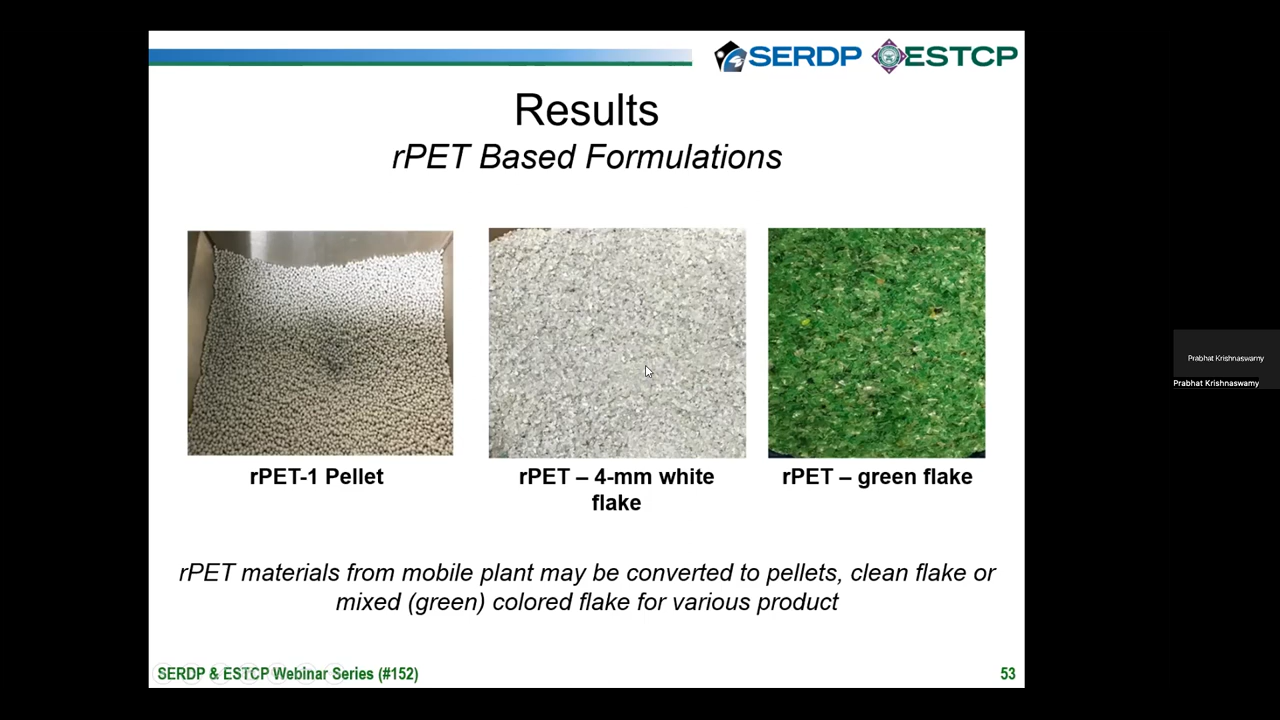 SERDP ESTCP
Results
rPET Based Formulations
rPET-1 Pellet
rPET – 4-mm white
flake
rPET – green flake
rPET materials from mobile plant may be converted to pellets, clean flake or
mixed (green) colored flake for various product
SERDP & ESTCP Webinar Series (#152)
53
Prabhat Krishnaswamy
Prabhat Krishnaswamy